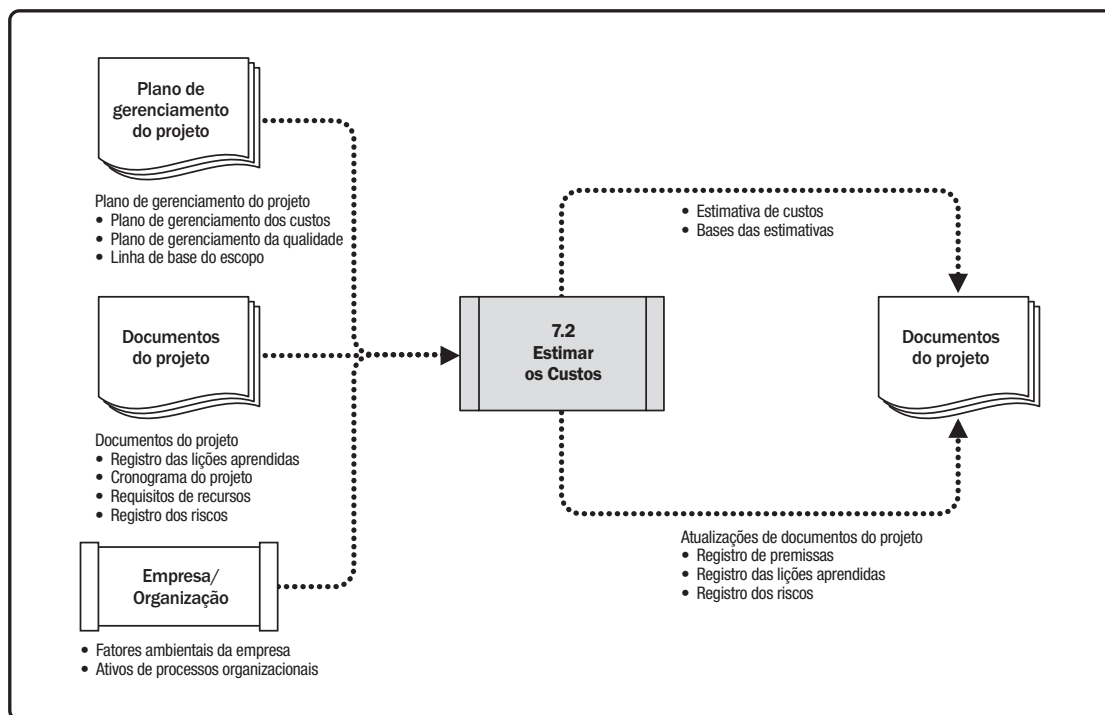 Plano de
gerenciamento
do projeto
Plano de gerenciamento do projeto
• Plano de gerenciamento dos custos
• Plano de gerenciamento da qualidade
• Linha de base do escopo
Documentos
do projeto
Documentos do projeto
• Registro das lições aprendidas
• Cronograma do projeto
• Requisitos de recursos
• Registro dos riscos
Empresa/
Organização
• Fatores ambientais da empresa
• Ativos de processos organizacionais
7.2
Estimar
os Custos
• Estimativa de custos
• Bases das estimativas
Documentos
do projeto
Atualizações de documentos do projeto
• Registro de premissas
• Registro das lições aprendidas
• Registro dos riscos